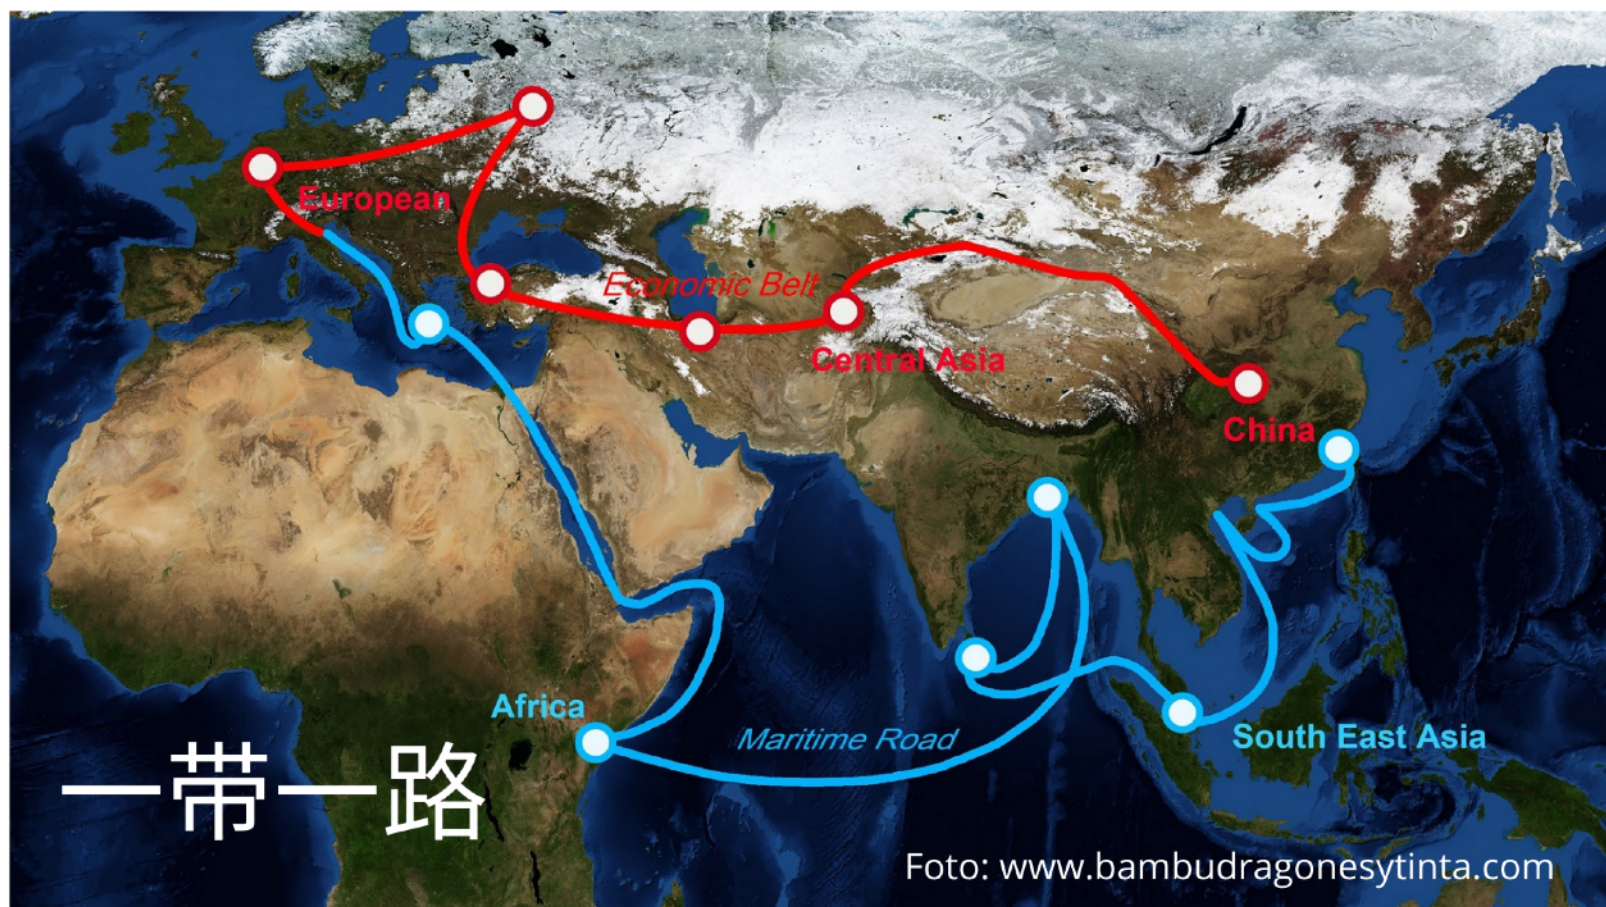 European
Economic Belt
Central Asia
China
Africa
Maritime Road
South East Asia
一带一路
Foto: www.bambudragonesytinta.com